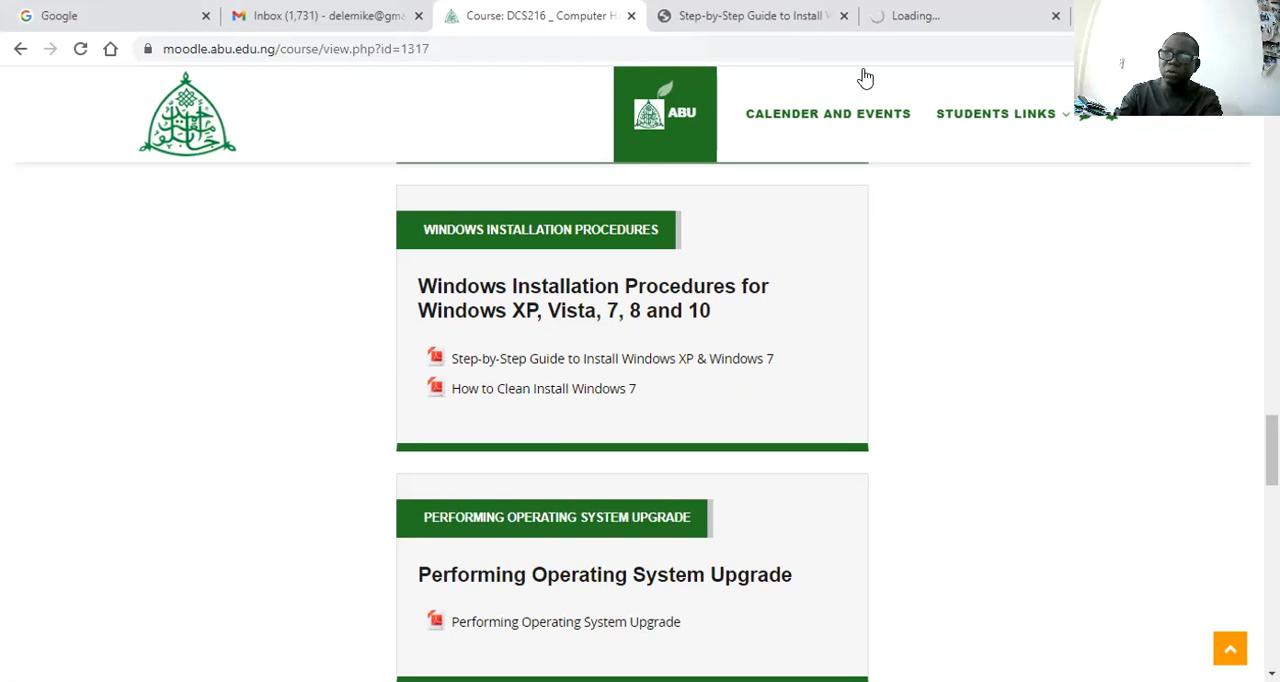 Google
Inbox (1,731) - delemike@gma
Course: DCS216 _ Computer H
Step-by-Step Guide to Install
Loading...
moodle.abu.edu.ng/course/view.php?id=1317
ABU
CALENDER AND EVENTS
STUDENTS LINKS
WINDOWS INSTALLATION PROCEDURES
Windows Installation Procedures for
Windows XP, Vista, 7, 8 and 10
Step-by-Step Guide to Install Windows XP & Windows 7
How to Clean Install Windows 7
PERFORMING OPERATING SYSTEM UPGRADE
Performing Operating System Upgrade
Performing Operating System Upgrade